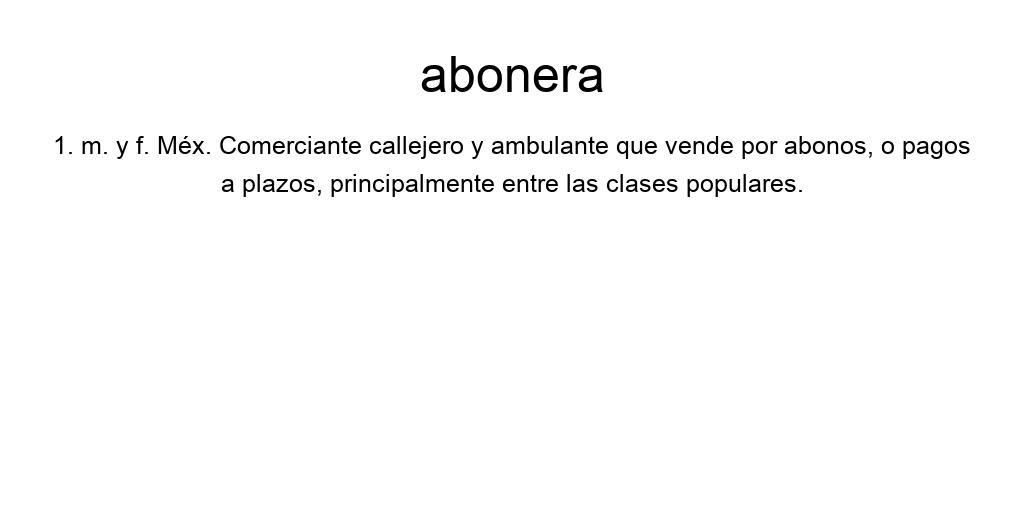 abonera
1. m. y f. Méx. Comerciante callejero y ambulante que vende por abonos, o pagos
a plazos, principalmente entre las clases populares.